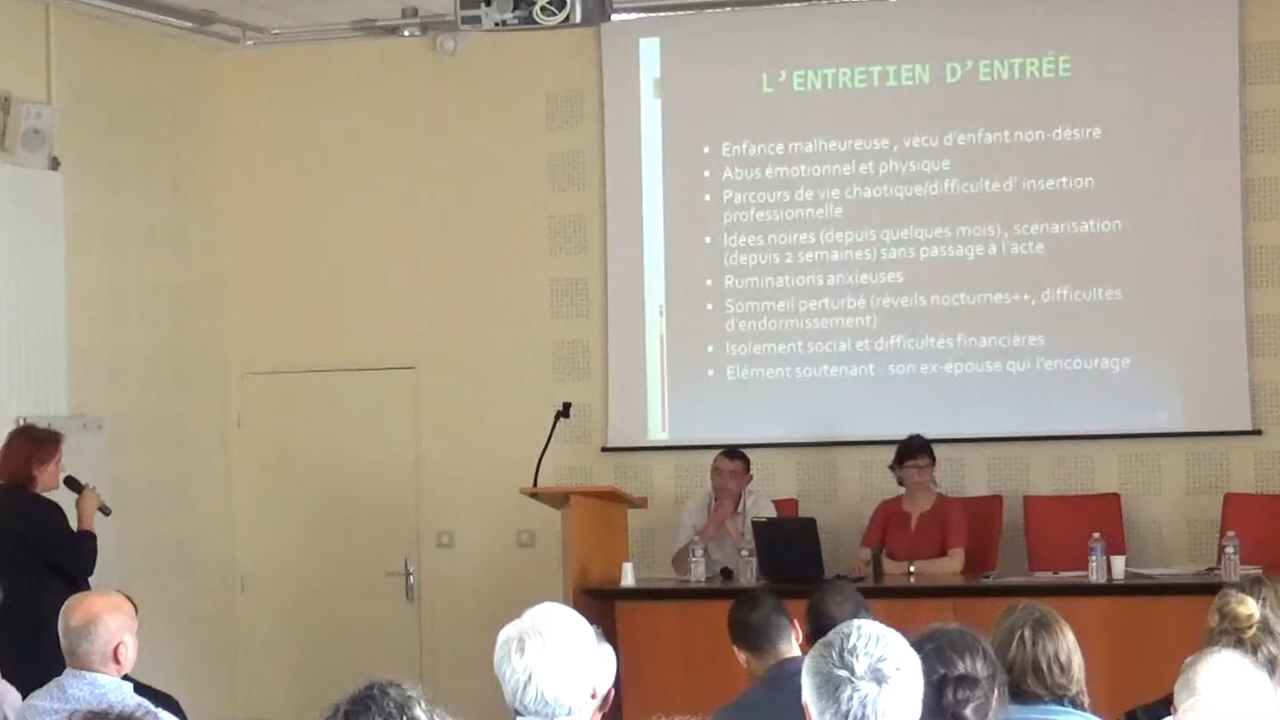 L’ENTRETIEN D’ENTRÉE
Enfance malheureuse , vécu d’enfant non-désiré
Abus émotionnel et physique
Parcours de vie chaotique/difficulté d’ insertion
professionnelle
Idées noires (depuis quelques mois) , scénarisation
(depuis 2 semaines) sans passage à l’acte
Ruminations anxieuses
Sommeil perturbé (réveils nocturnes++, difficultés
d’endormissement)
Isolement social et difficultés financières
Elément soutenant : son ex-épouse qui l’encourage